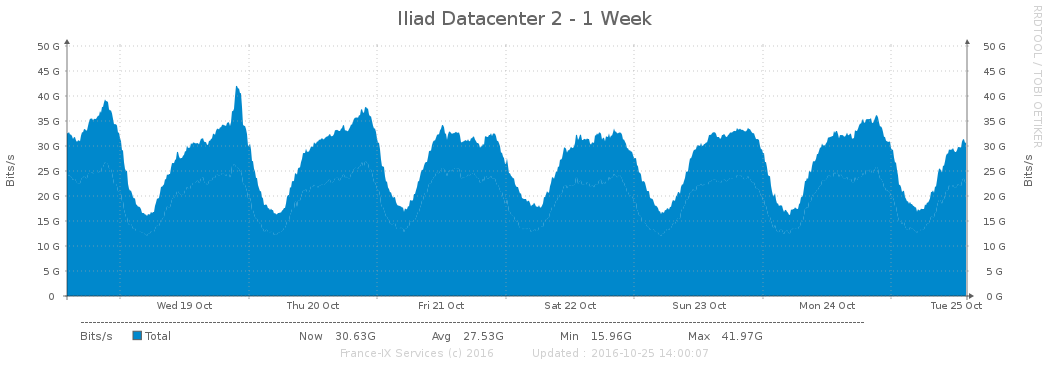 Iliad Datacenter 2 - 1 Week
RRDTOOL / TOBI OETIKER
Bits/s
50 G
45 G
40 G
35 G
30 G
25 G
20 G
15 G
10 G
5 G
0
50 G
45 G
40 G
35 G
30 G
25 G
20 G
15 G
10 G
5 G
0 G
Bits/s
Wed 19 Oct Thu 20 Oct Fri 21 Oct Sat 22 Oct Sun 23 Oct Mon 24 Oct Tue 25 Oct
Bits/s Total Now 30.63G Avg 27.53G Min 15.96G Max 41.97G
France-IX Services (c) 2016 Updated : 2016-10-25 14:00:07